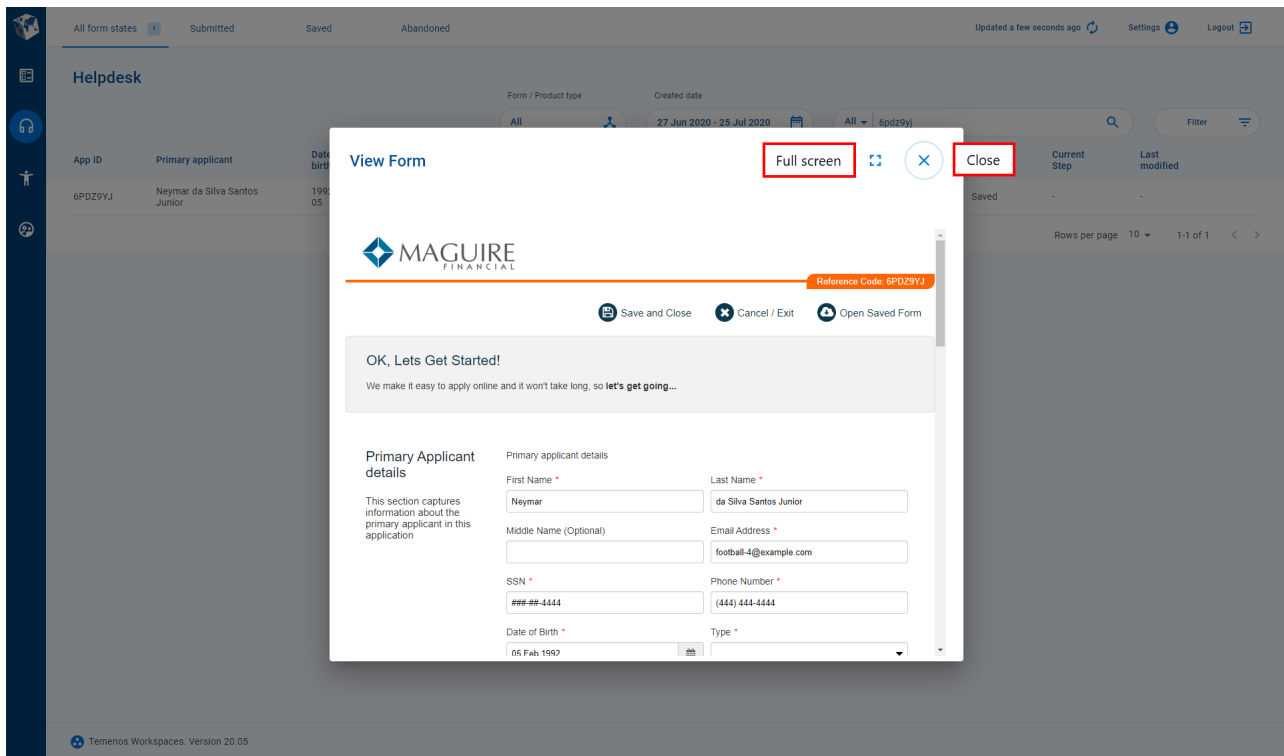 All form states 1 Submitted Saved Abandoned Updated a few seconds ago Settings Logout
Helpdesk
Form / Product type Created date
All 27 Jun 2020 - 25 Jul 2020 All 6pdz9yj Filter
App ID Primary applicant Date birth Current Step Last modified
6PDZ9YJ Neymar da Silva Santos Junior 05 Saved - -
Rows per page 10 1-1 of 1
View Form Full screen Close
MAGUIRE
FINANCIAL
Reference Code: 6PDZ9YJ
Save and Close Cancel / Exit Open Saved Form
OK, Lets Get Started!
We make it easy to apply online and it won't take long, so let's get going...
Primary Applicant details
This section captures
information about the
primary applicant in this
application
Primary applicant details
First Name * Last Name *
Neymar da Silva Santos Junior
Middle Name (Optional) Email Address *
football-4@example.com
SSN * Phone Number *
###-##-4444 (444) 444-4444
Date of Birth * Type *
05 Feb 1992
Temenos Workspaces. Version 20.05